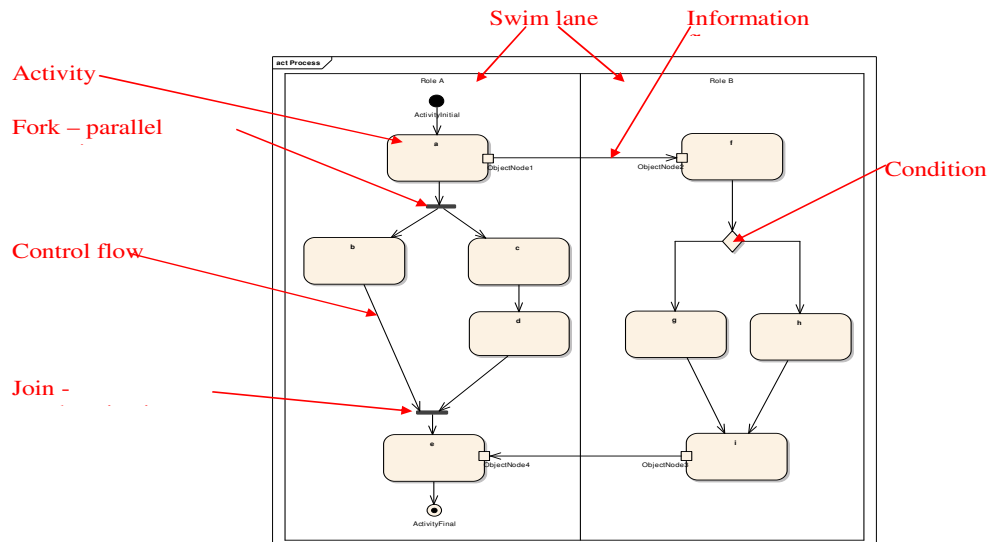 Swim lane
Information
act Process
Activity
Role A
Role B
ActivityInitial
Fork – parallel
a
f
ObjectNode1
ObjectNode2
Condition
Control flow
b
c
d
g
h
Join -
e
i
ObjectNode4
ObjectNode3
ActivityFinal